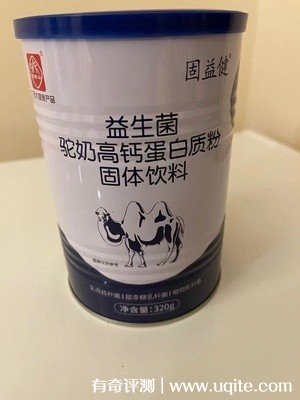 固益健
益生菌
驼奶高钙蛋白质粉
固体饮料
净含量:320g
有奇评测 | www.uqite.com